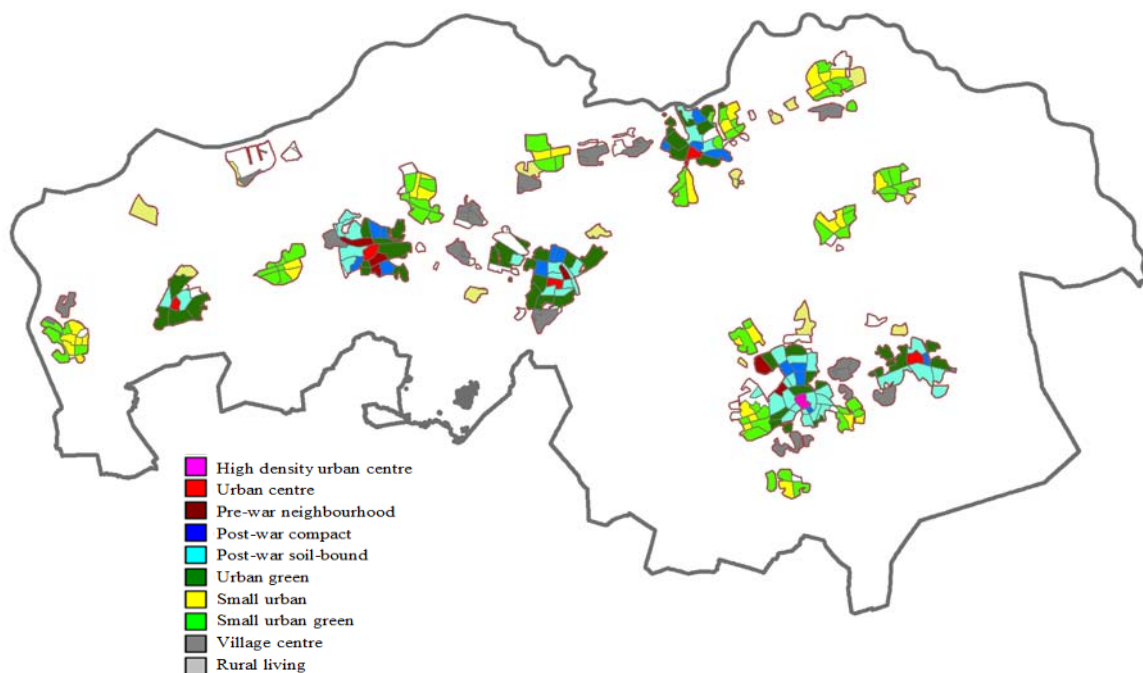 High density urban centre
Urban centre
Pre-war neighbourhood
Post-war compact
Post-war soil-bound
Urban green
Small urban
Small urban green
Village centre
Rural living